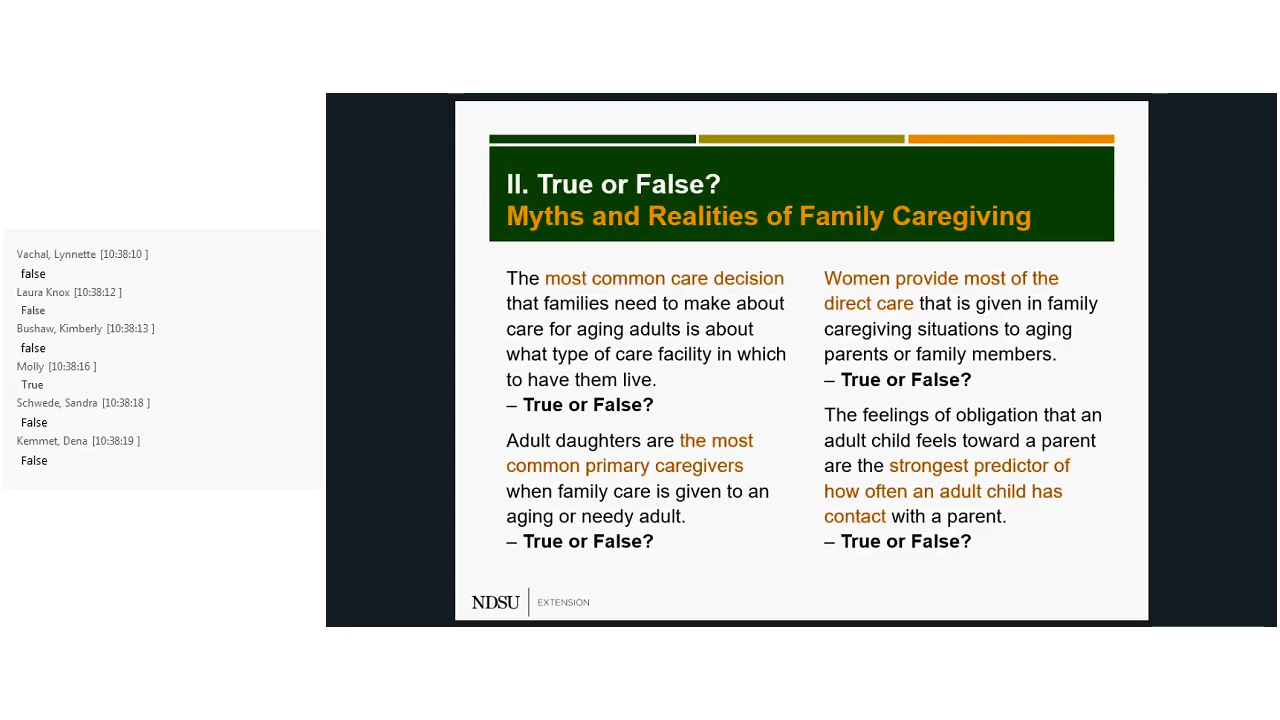 Vachal, Lynnette [10:38:10 ]
false
Laura Knox [10:38:12 ]
False
Bushaw, Kimberly [10:38:13 ]
false
Molly [10:38:16 ]
True
Schwede, Sandra [10:38:18 ]
False
Kemmet, Dena [10:38:19 ]
False
II. True or False?
Myths and Realities of Family Caregiving
The most common care decision
that families need to make about
care for aging adults is about
what type of care facility in which
to have them live.
– True or False?
Adult daughters are the most
common primary caregivers
when family care is given to an
aging or needy adult.
– True or False?
Women provide most of the
direct care that is given in family
caregiving situations to aging
parents or family members.
– True or False?
The feelings of obligation that an
adult child feels toward a parent
are the strongest predictor of
how often an adult child has
contact with a parent.
– True or False?
NDSU EXTENSION